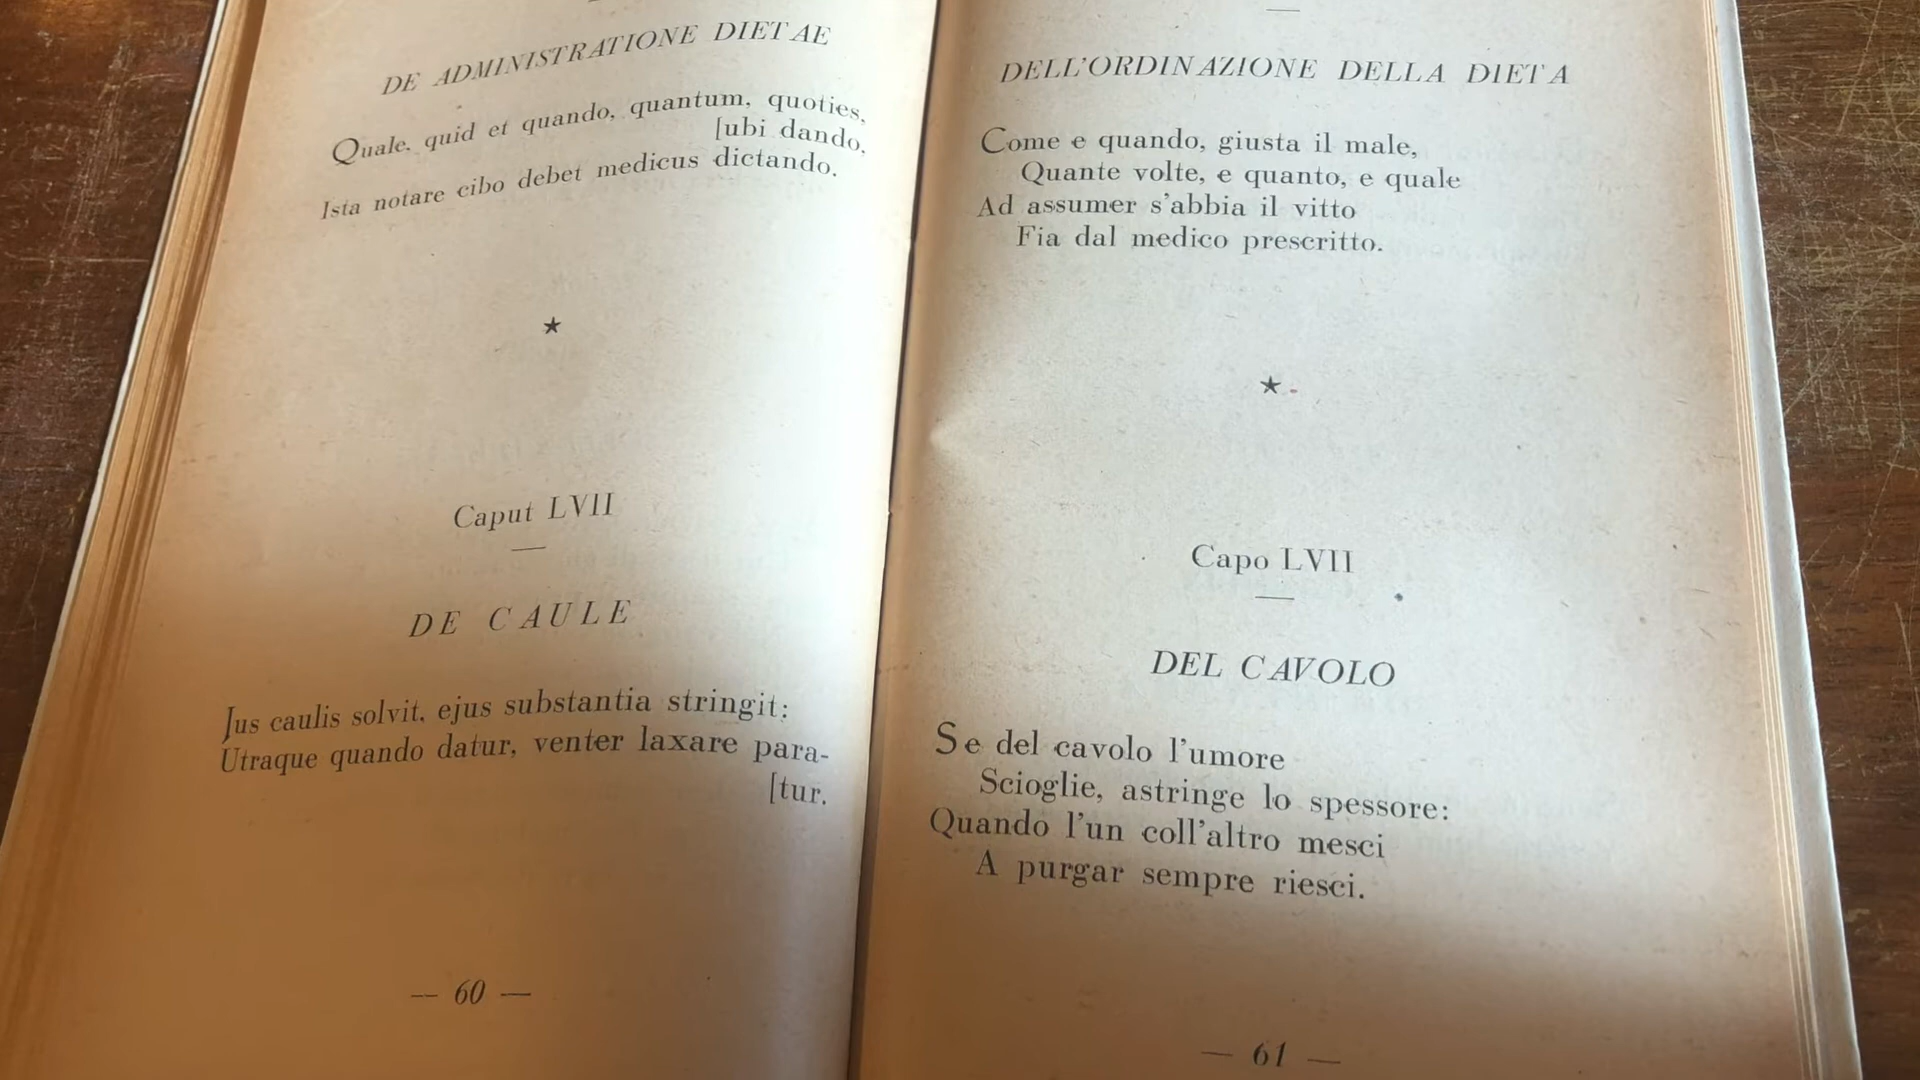 DE ADMINISTRATIONE DIETAE
Quale, quid et quando, quantum, quoties,
[ubi dando,
Ista notare cibo debet medicus dictando.
★
Caput LVII
DE CAULE
Jus caulis solvit, ejus substantia stringit:
Utraque quando datur, venter laxare para-
[tur.
— 60 —
DELL'ORDINAZIONE DELLA DIETA
Come e quando, giusta il male,
Quante volte, e quanto, e quale
Ad assumer s'abbia il vitto
Fia dal medico prescritto.
★
Capo LVII
DEL CAVOLO
Se del cavolo l'umore
Scioglie, astringe lo spessore:
Quando l'un coll'altro mesci
A purgar sempre riesci.
— 61 —